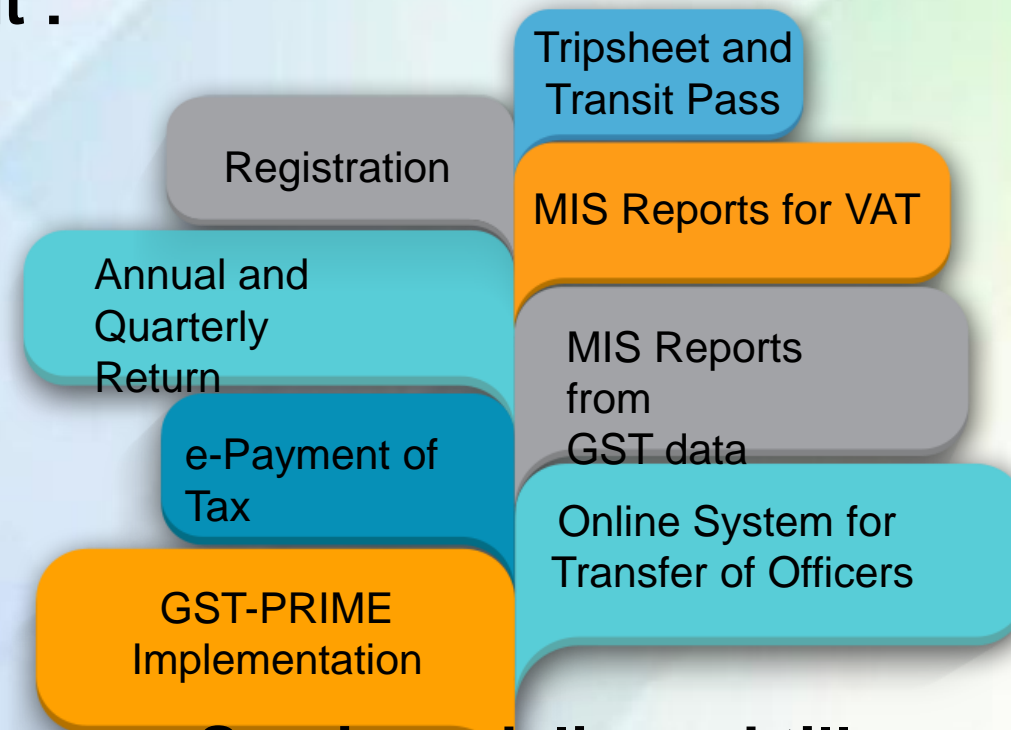 Tripsheet and
Transit Pass
Registration
MIS Reports for VAT
Annual and
Quarterly
Return
MIS Reports
from
GST data
e-Payment of
Tax
Online System for
Transfer of Officers
GST-PRIME
Implementation